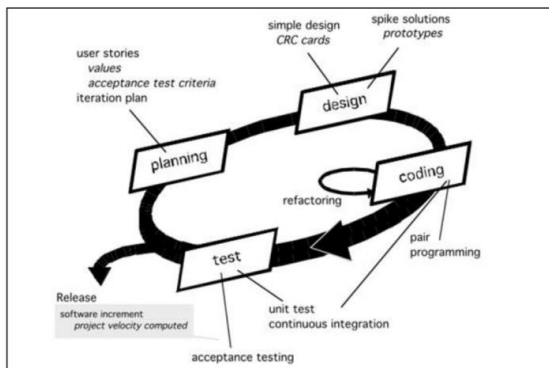 simple design
CRC cards
spike solutions
prototypes
user stories
values
acceptance test criteria
iteration plan
design
planning
coding
refactoring
pair
programming
test
unit test
continuous integration
Release
software increment
project velocity computed
acceptance testing